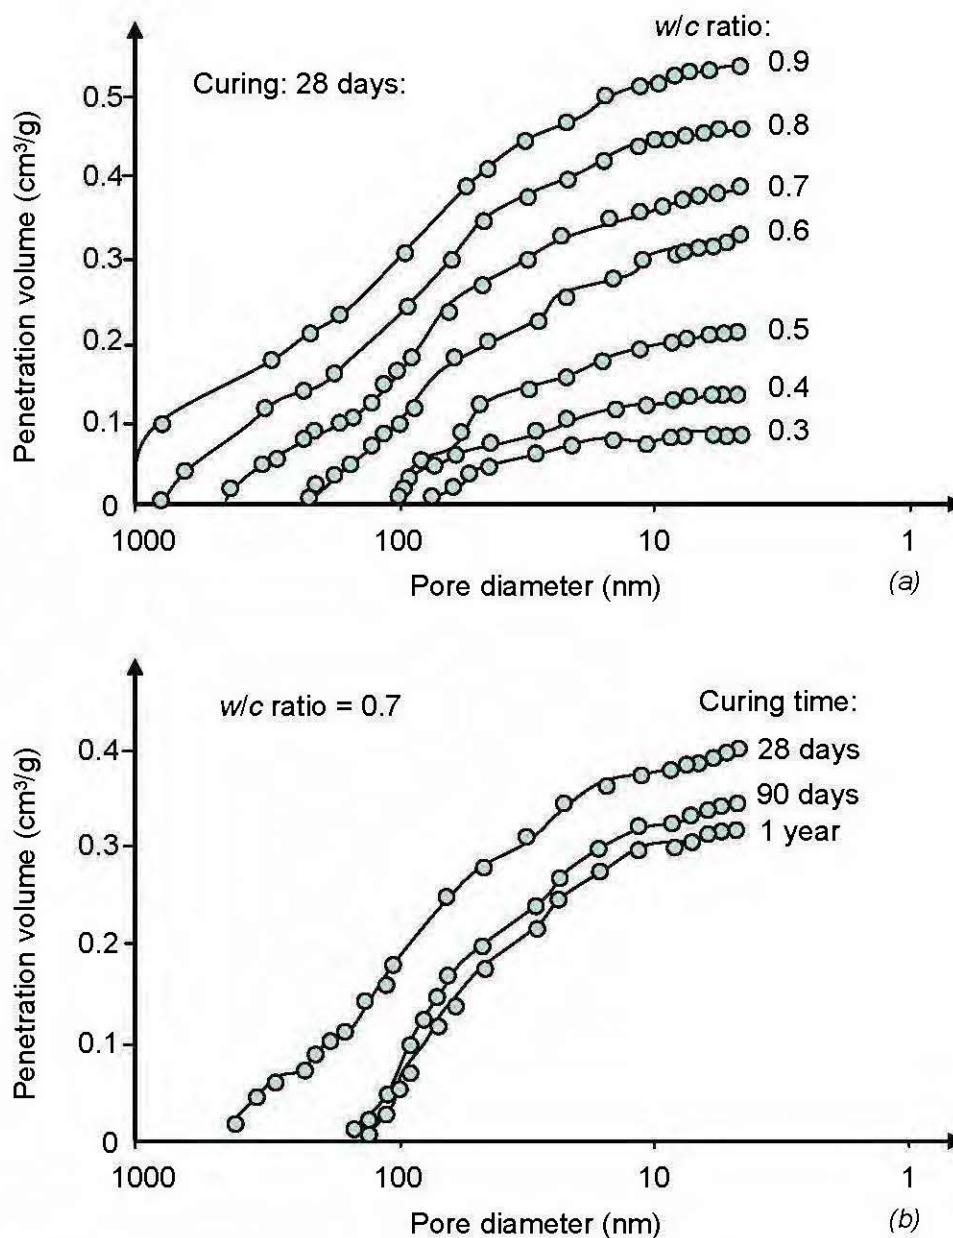 w/c ratio:
Curing: 28 days:
0.9
0.8
0.7
0.6
0.5
0.4
0.3
0.5
0.4
0.3
0.2
0.1
0
Penetration volume (cm³/g)
1000
100
10
1
Pore diameter (nm)
(a)
w/c ratio = 0.7
Curing time:
28 days
90 days
1 year
0.4
0.3
0.2
0.1
0
Penetration volume (cm³/g)
1000
100
10
1
Pore diameter (nm)
(b)